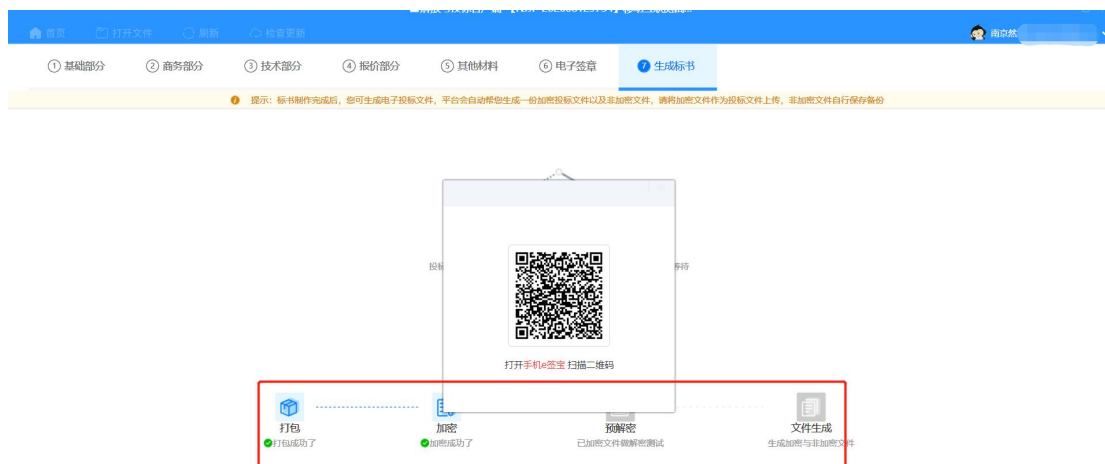 首页 打开文件 刷新 检查更新
南京然
① 基础部分 ② 商务部分 ③ 技术部分 ④ 报价部分 ⑤ 其他材料 ⑥ 电子签章 ❼ 生成标书
提示：标书制作完成后，您可生成电子投标文件，平台会自动帮您生成一份加密投标文件以及非加密文件，请将加密文件作为投标文件上传，非加密文件自行保存备份
投标 等待
打开手机e签宝 扫描二维码
打包 加密 预解密 文件生成
打包成功了 加密成功了 已加密文件做解密测试 生成加密与非加密文件